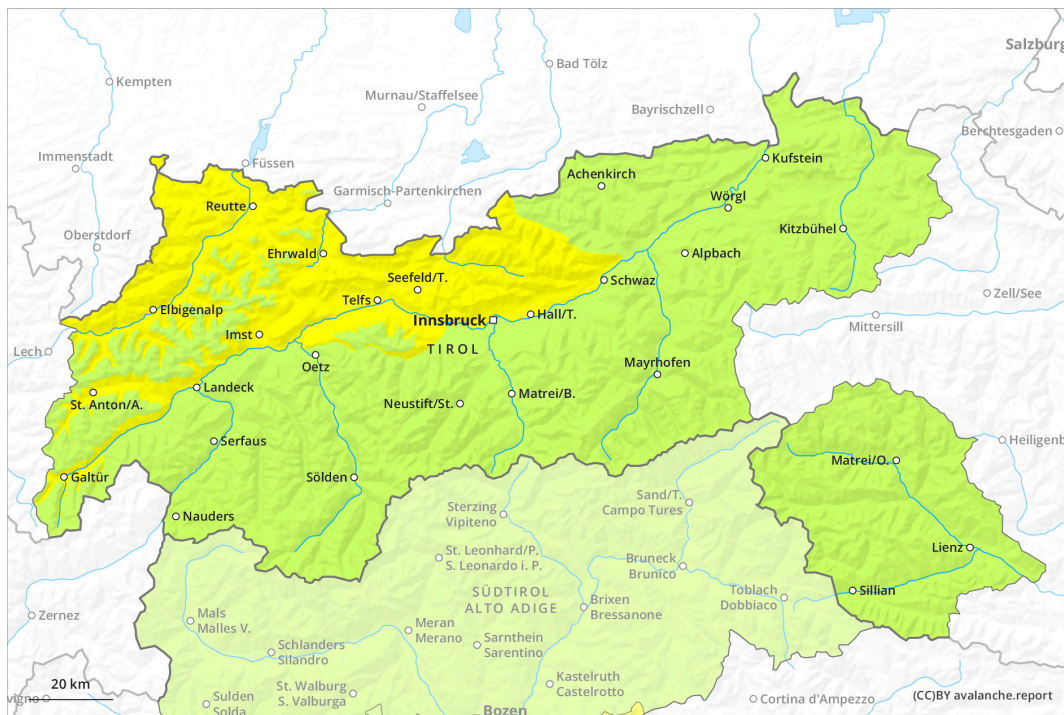 Salzburg
Kempten
Bad Tölz
Murnau/Staffelsee
Bayrischzell
Berchtesgaden
Immenstadt
Füssen
Kufstein
Achenkirch
Garmisch-Partenkirchen
Reutte
Wörgl
Oberstdorf
Kitzbühel
Ehrwald
Alpbach
Seefeld/T.
Schwaz
Telfs
Zell/See
Elbigenalp
Innsbruck
Hall/T.
Mittersill
Imst
Lech
TIROL
Oetz
Mayrhofen
Landeck
St. Anton/A.
Neustift/St.
Matrei/B.
Serfaus
Heiligenb
Matrei/O.
Galtür
Sölden
Sand/T.
Campo Tures
Sterzing
Vipiteno
Nauders
Lienz
St. Leonhard/P.
S. Leonardo i. P.
Bruneck
Brunico
SÜDTIROL
ALTO ADIGE
Toblach
Dobbiaco
Sillian
Brixen
Bressanone
Zernez
Mals
Malles V.
Meran
Merano
Schlanders
Silandro
Sarnthein
Sarentino
20 km
St. Walburg
S. Valburga
Kastelruth
Castelrotto
vigno
Sulden
Solda
Cortina d'Ampezzo
(CC)BY avalanche.report
Bozen